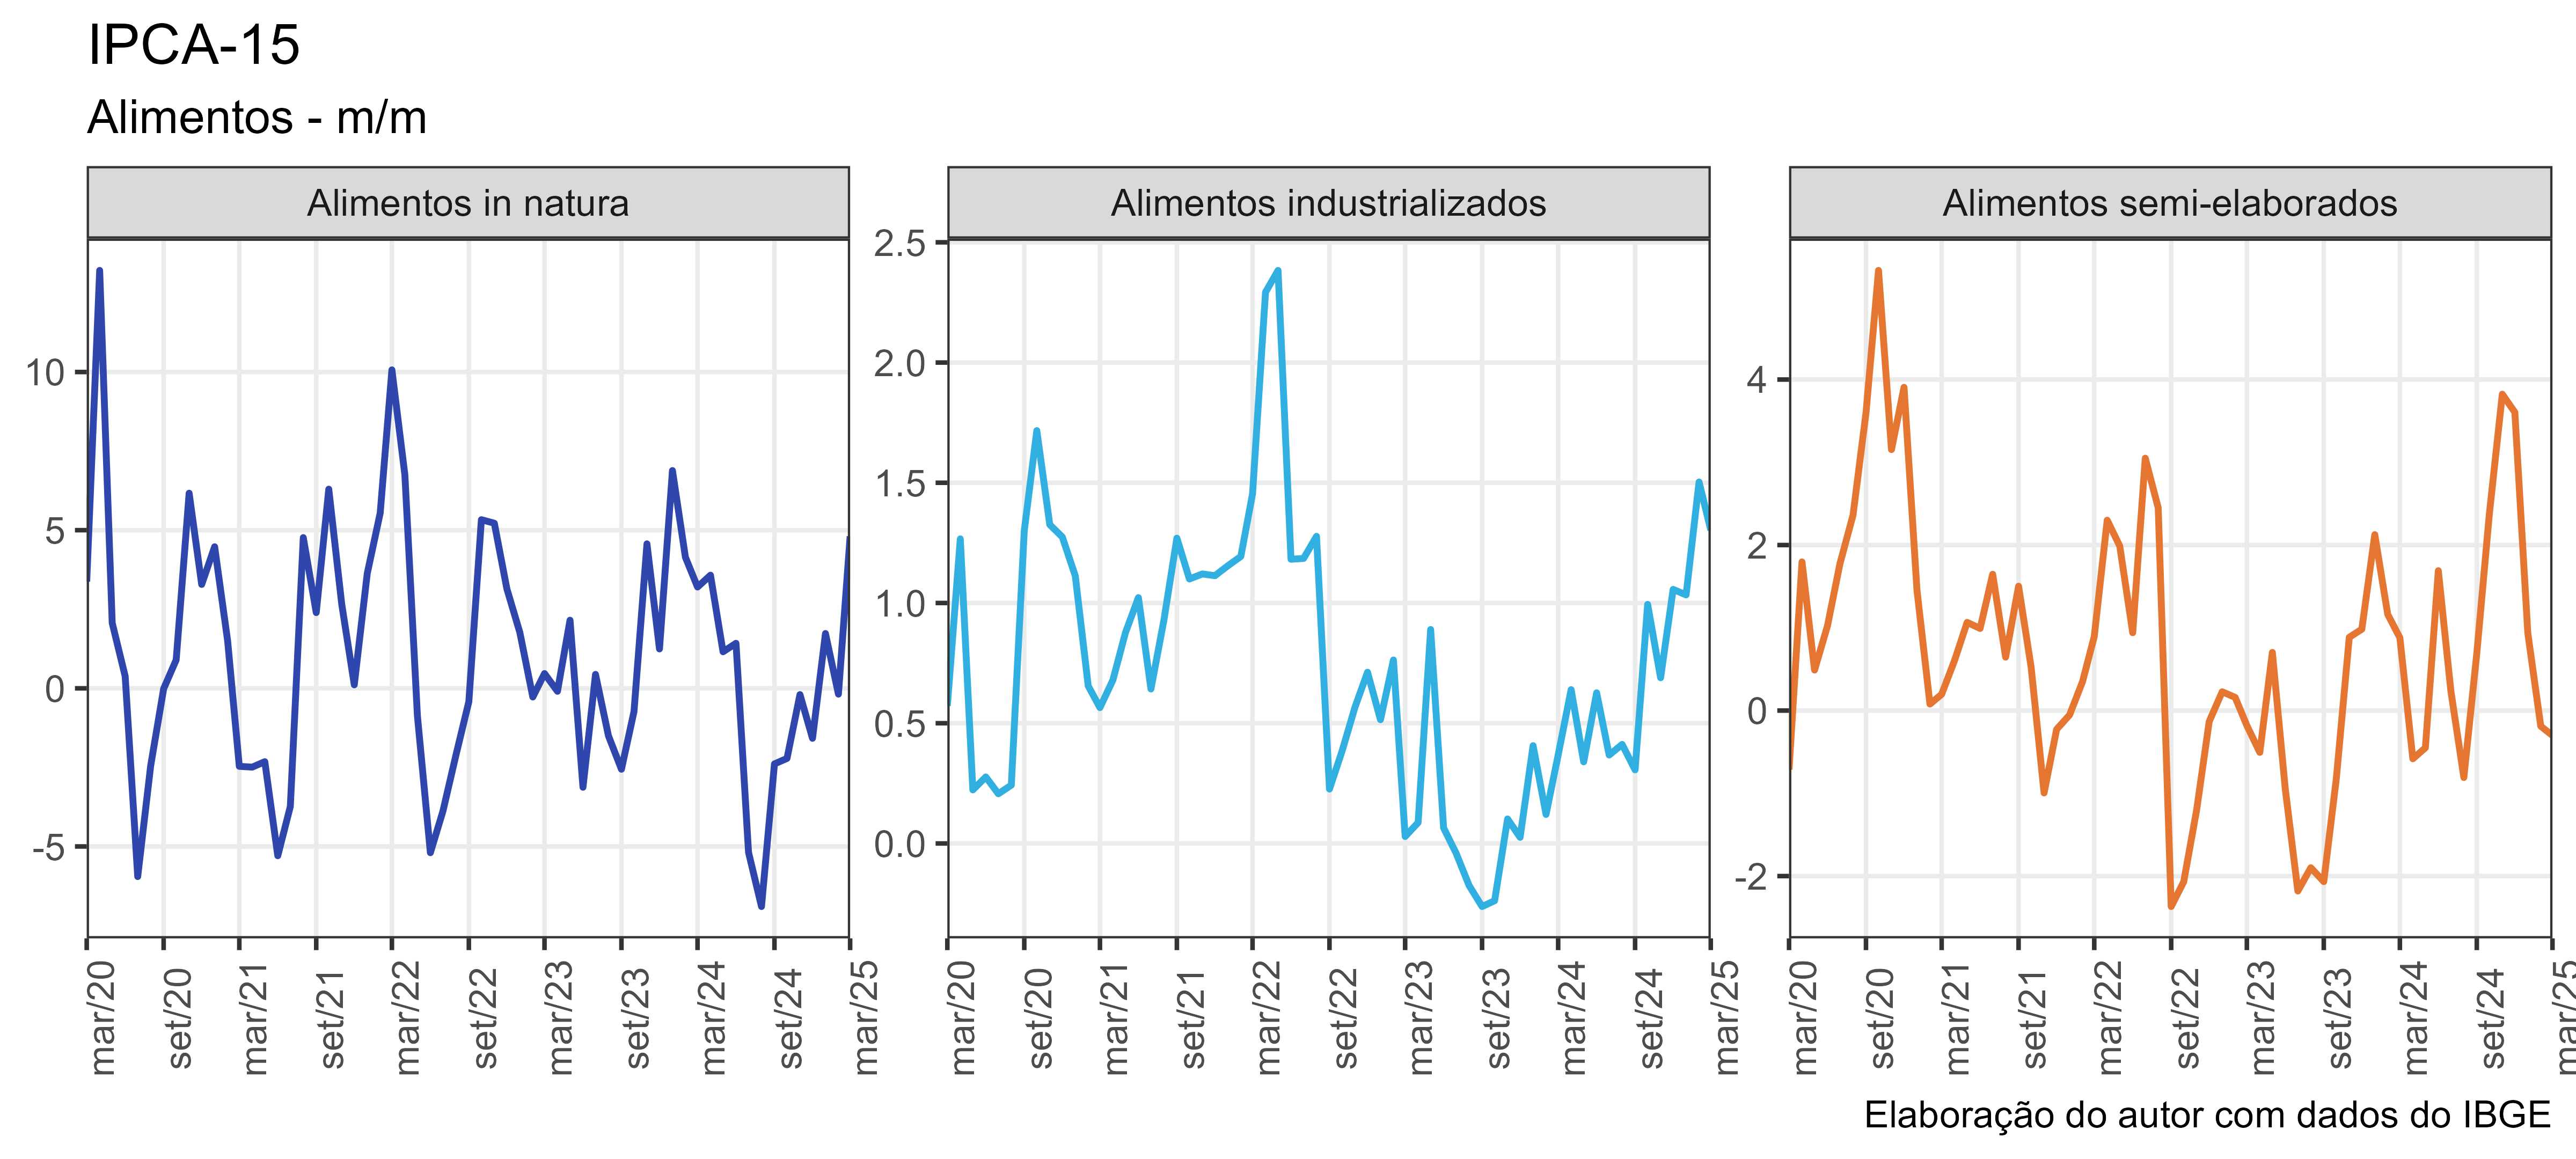 IPCA-15
Alimentos - m/m
Alimentos in natura
Alimentos industrializados
Alimentos semi-elaborados
10
5
0
-5
mar/20
set/20
mar/21
set/21
mar/22
set/22
mar/23
set/23
mar/24
set/24
mar/25
2.5
2.0
1.5
1.0
0.5
0.0
mar/20
set/20
mar/21
set/21
mar/22
set/22
mar/23
set/23
mar/24
set/24
mar/25
4
2
0
-2
mar/20
set/20
mar/21
set/21
mar/22
set/22
mar/23
set/23
mar/24
set/24
mar/25
Elaboração do autor com dados do IBGE